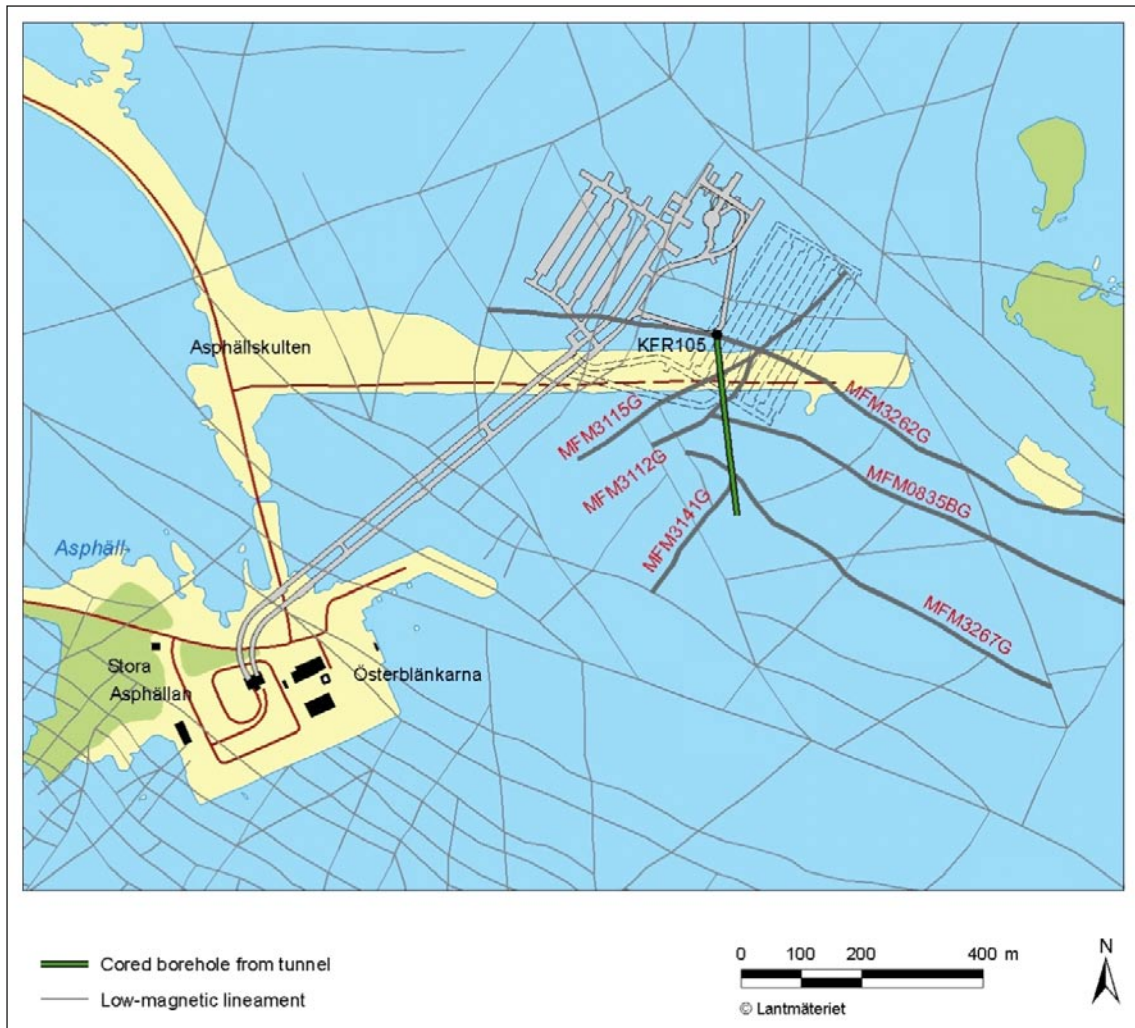 Asphällskulten
KFR105
MFM3115G
MFM3262G
MFM3112G
MFM0835BG
MFM3141G
Asphäll-
MFM3267G
Stora
Asphällan
Österblänkarna
Cored borehole from tunnel
Low-magnetic lineament
0 100 200 400 m
© Lantmäteriet
N